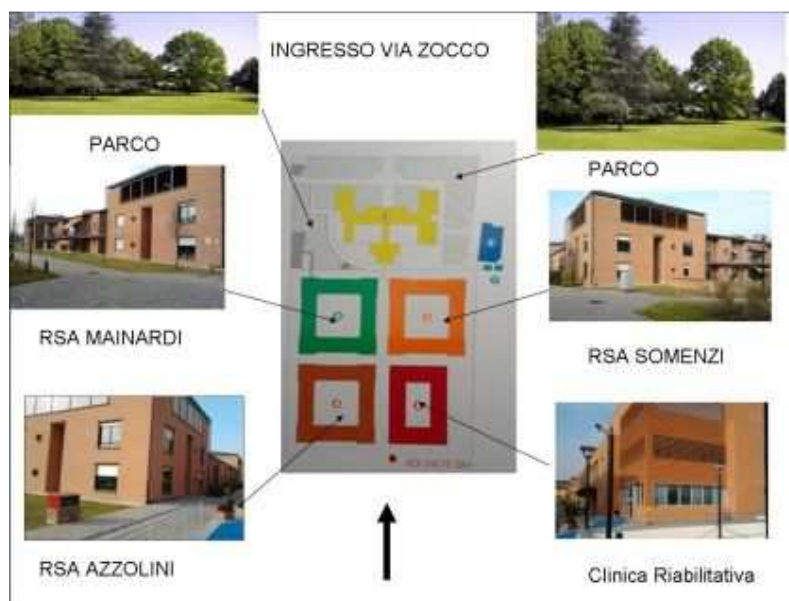 INGRESSO VIA ZOCCO
PARCO
PARCO
RSA MAINARDI
RSA SOMENZI
RSA AZZOLINI
Clinica Riabilitativa